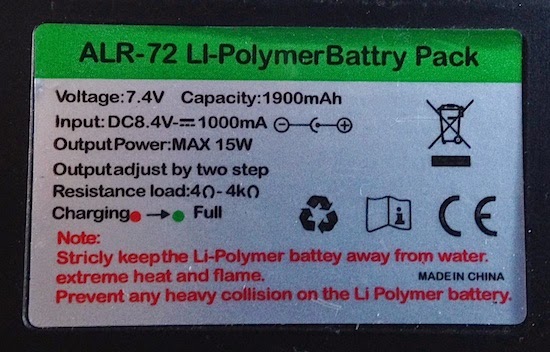 ALR-72 LI-PolymerBattry Pack
Voltage:7.4V Capacity:1900mAh
Input:DC8.4V⎓1000mA
OutputPower:MAX 15W
Outputadjust by two step
Resistance load:4Ω-4kΩ
Charging → Full
Note:
Stricly keepthe Li-Polymer battey away from water.
extreme heat and flame.
MADE IN CHINA
Prevent any heavy collision on the Li Polymer battery.
CE